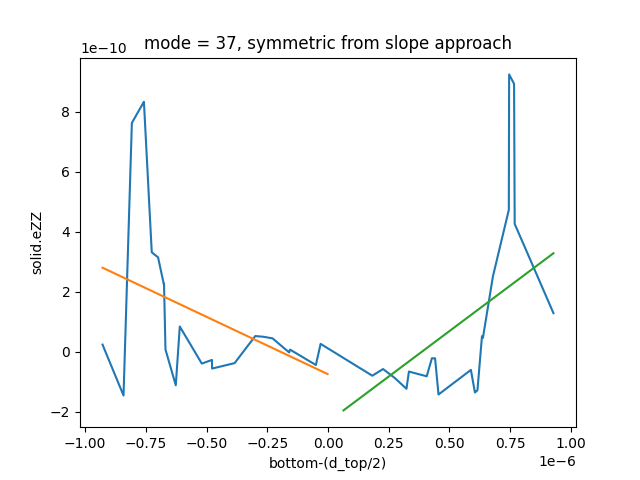 mode = 37, symmetric from slope approach
1e−10
8
6
4
2
0
−2
solid.eZZ
−1.00 −0.75 −0.50 −0.25 0.00 0.25 0.50 0.75 1.00
1e−6
bottom-(d_top/2)